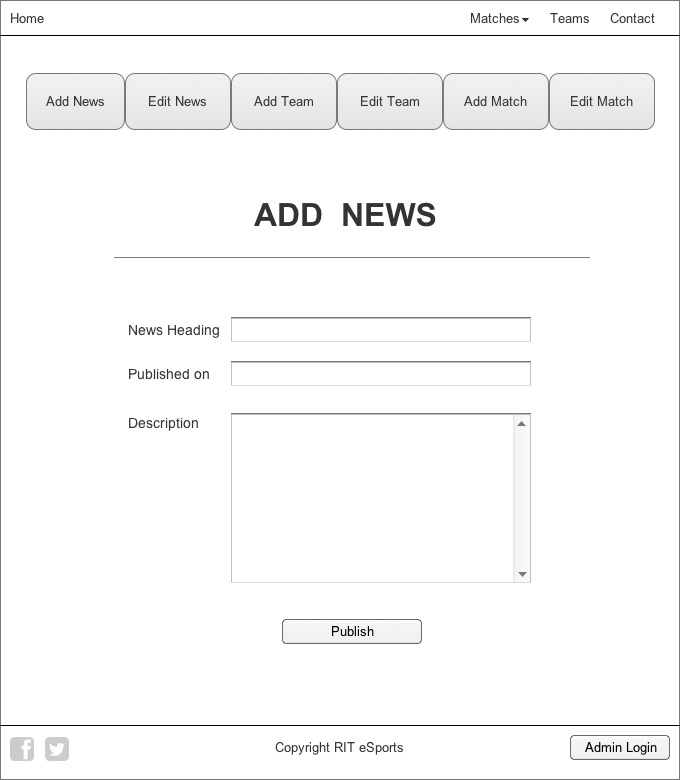 Home Matches Teams Contact
Add News Edit News Add Team Edit Team Add Match Edit Match
ADD NEWS
News Heading
Published on
Description
Publish
Copyright RIT eSports Admin Login